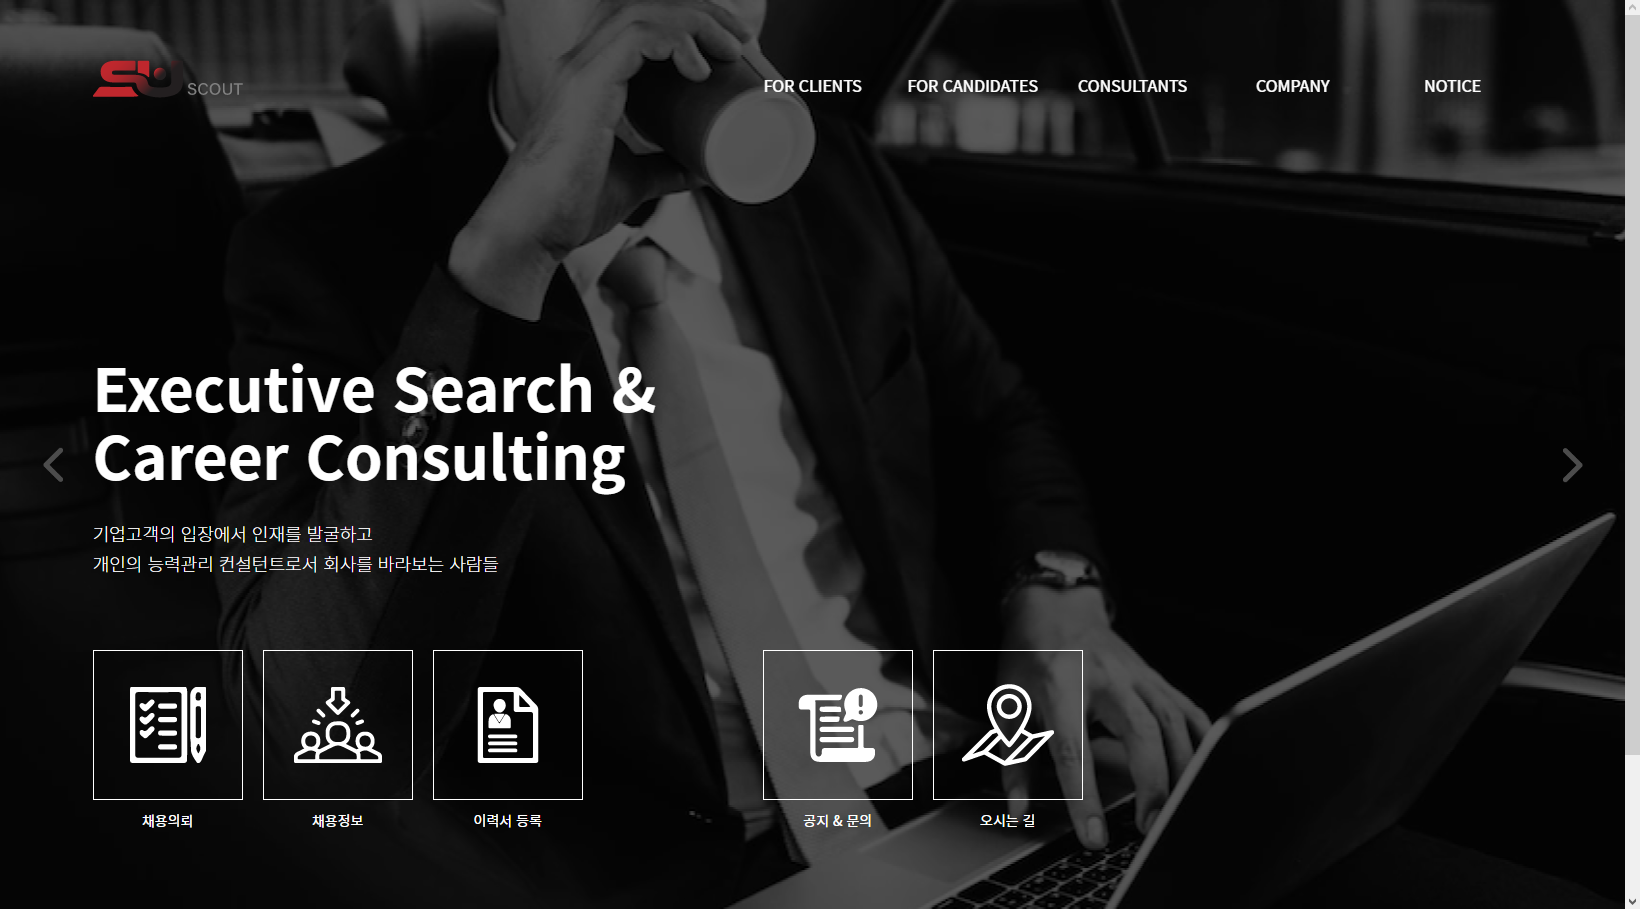 SCOUT
FOR CLIENTS
FOR CANDIDATES
CONSULTANTS
COMPANY
NOTICE
Executive Search &
Career Consulting
기업고객의 입장에서 인재를 발굴하고
개인의 능력관리 컨설턴트로서 회사를 바라보는 사람들
채용의뢰
채용정보
이력서 등록
공지 & 문의
오시는 길